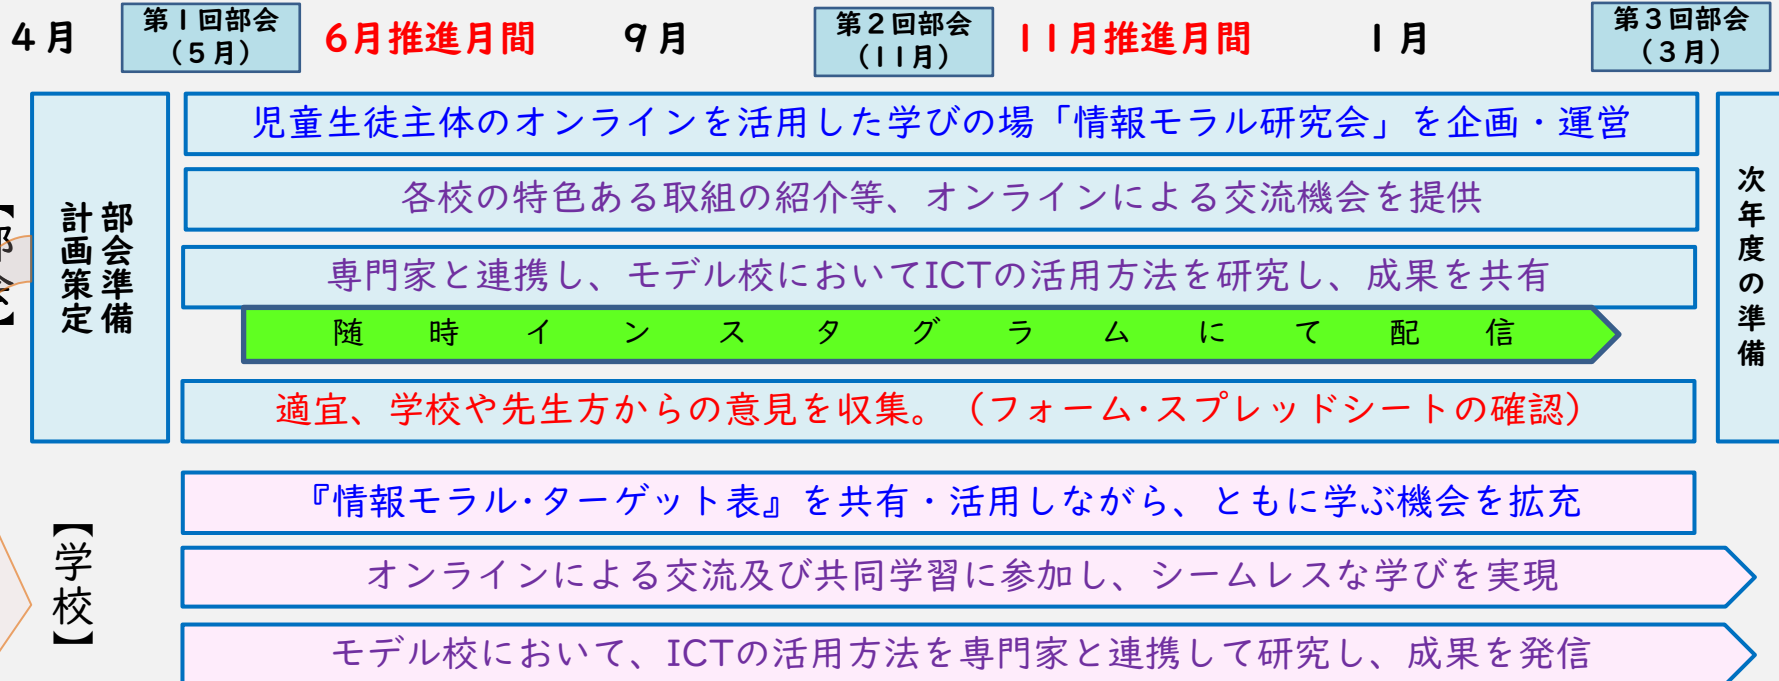 4月
第1回部会
(5月)
6月推進月間
9月
第2回部会
(11月)
11月推進月間
1月
第3回部会
(3月)
部会準備
計画策定
児童生徒主体のオンラインを活用した学びの場「情報モラル研究会」を企画・運営
各校の特色ある取組の紹介等、オンラインによる交流機会を提供
専門家と連携し、モデル校においてICTの活用方法を研究し、成果を共有
随時インスタグラムにて配信
適宜、学校や先生方からの意見を収集。（フォーム・スプレッドシートの確認）
次年度の準備
【学校】
『情報モラル・ターゲット表』を共有・活用しながら、ともに学ぶ機会を拡充
オンラインによる交流及び共同学習に参加し、シームレスな学びを実現
モデル校において、ICTの活用方法を専門家と連携して研究し、成果を発信